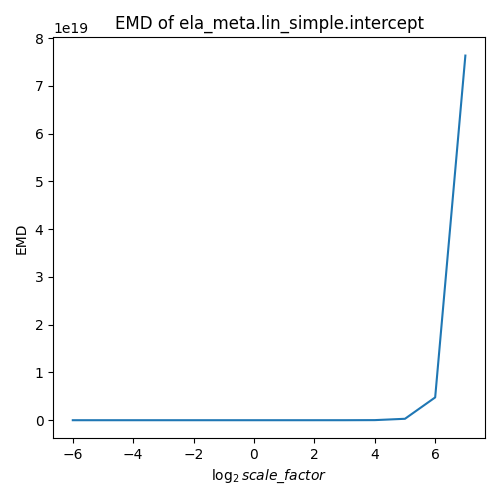 EMD of ela_meta.lin_simple.intercept
1e19
8
7
6
5
4
3
2
1
0
EMD
−6 −4 −2 0 2 4 6
log₂ scale_factor